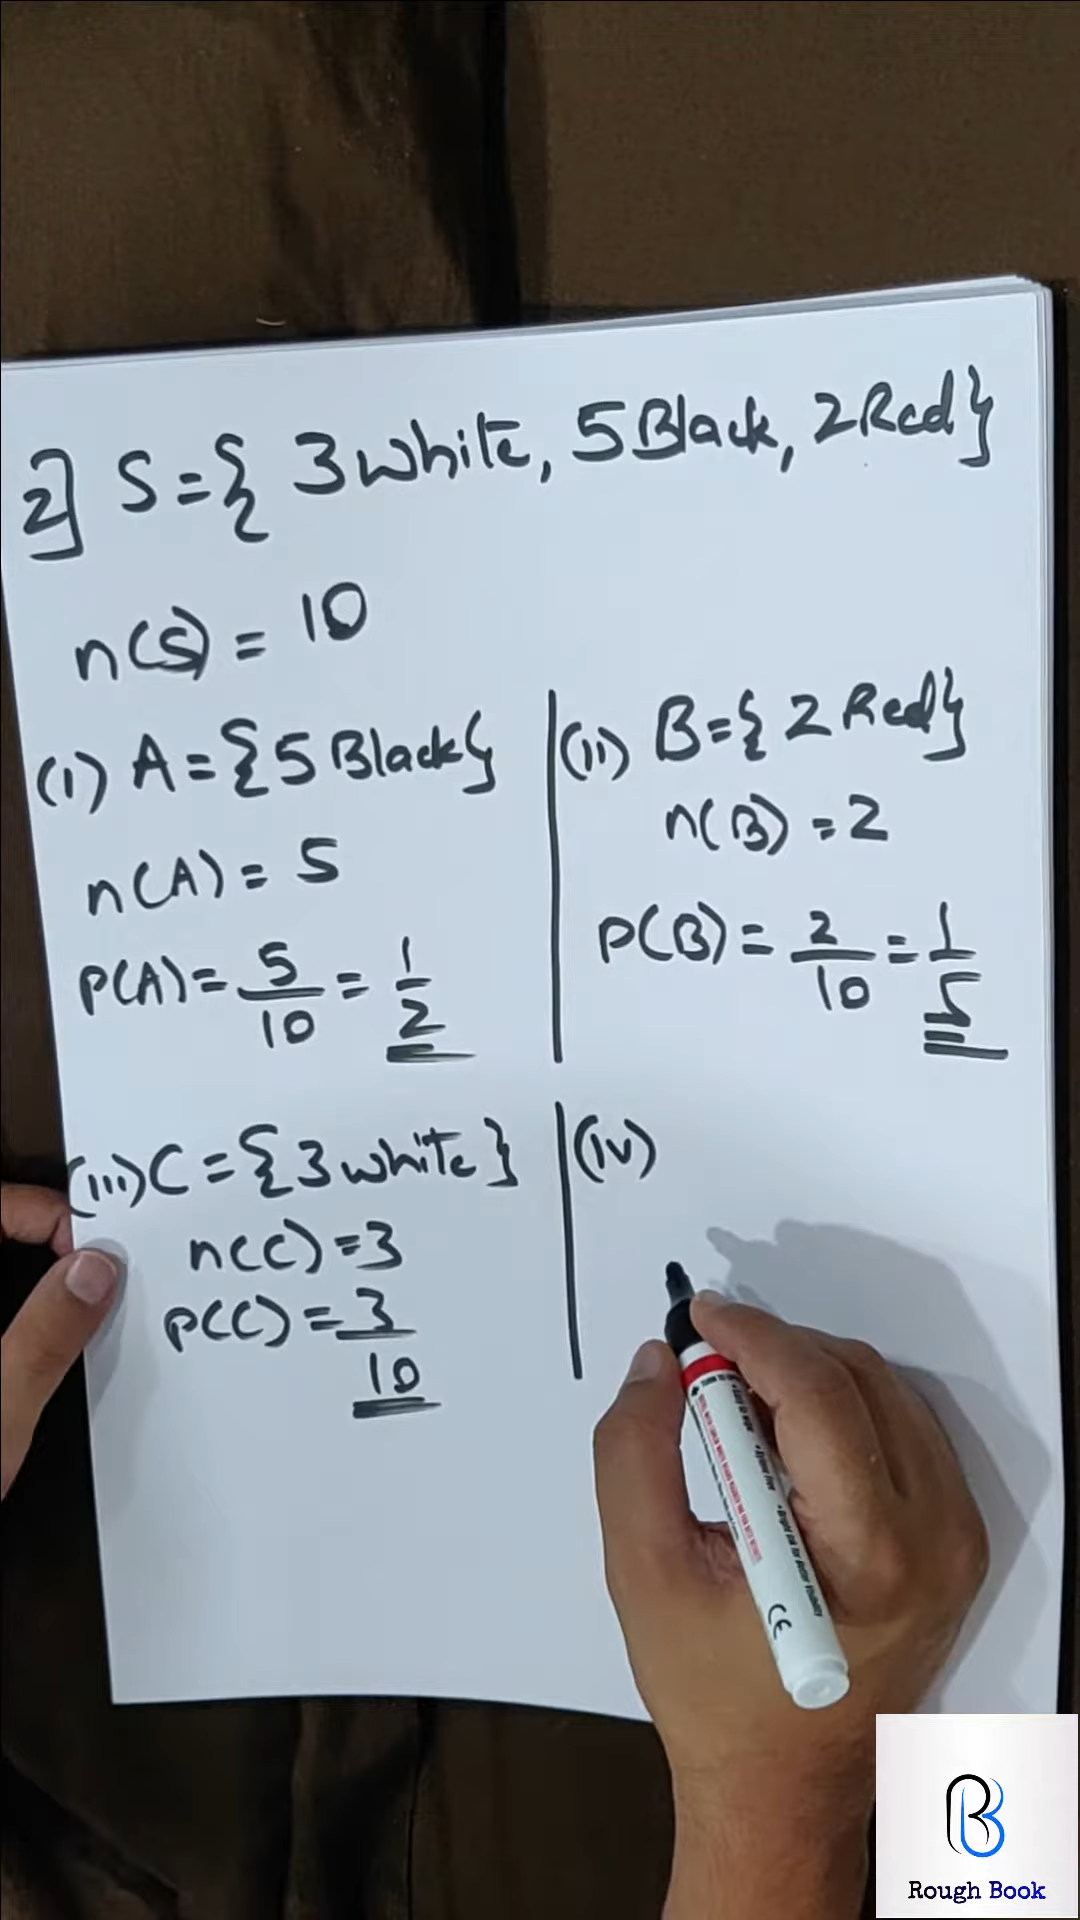 2] S = { 3 White, 5 Black, 2 Red }
n(S) = 10
(i) A = { 5 Black }
n(A) = 5
P(A) = 5/10 = 1/2
(ii) B = { 2 Red }
n(B) = 2
P(B) = 2/10 = 1/5
(iii) C = { 3 white }
n(C) = 3
P(C) = 3/10
(iv)
CE
B
Rough Book